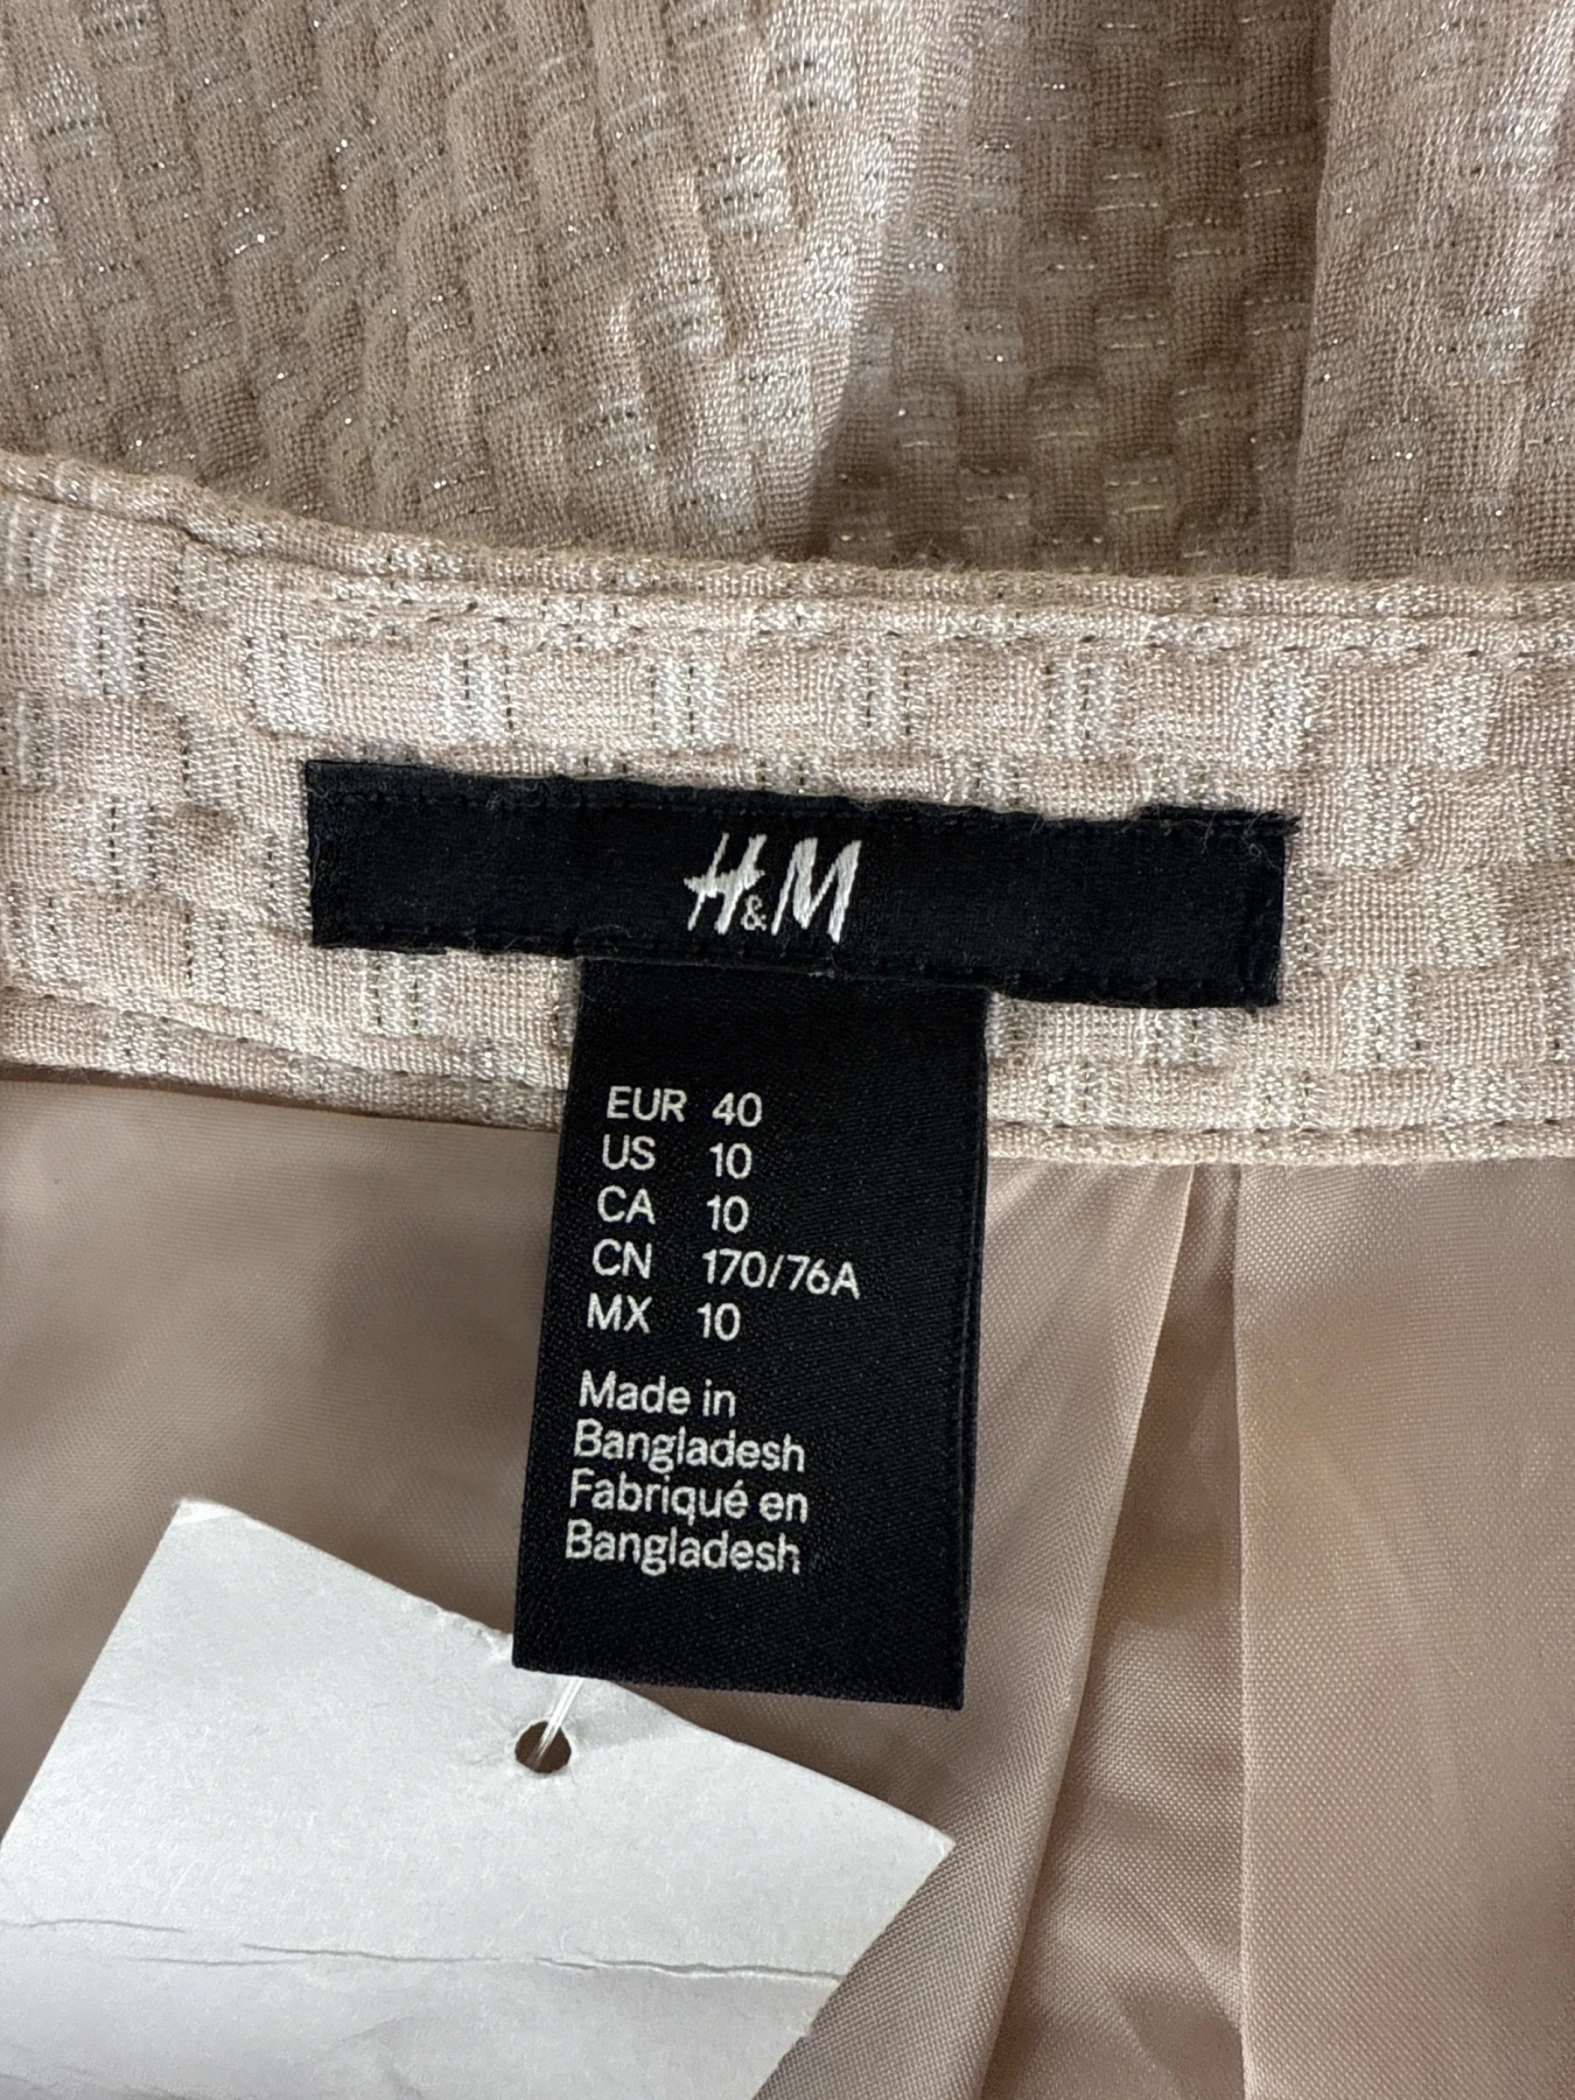 H&M
EUR 40
US 10
CA 10
CN 170/76A
MX 10
Made in
Bangladesh
Fabriqué en
Bangladesh